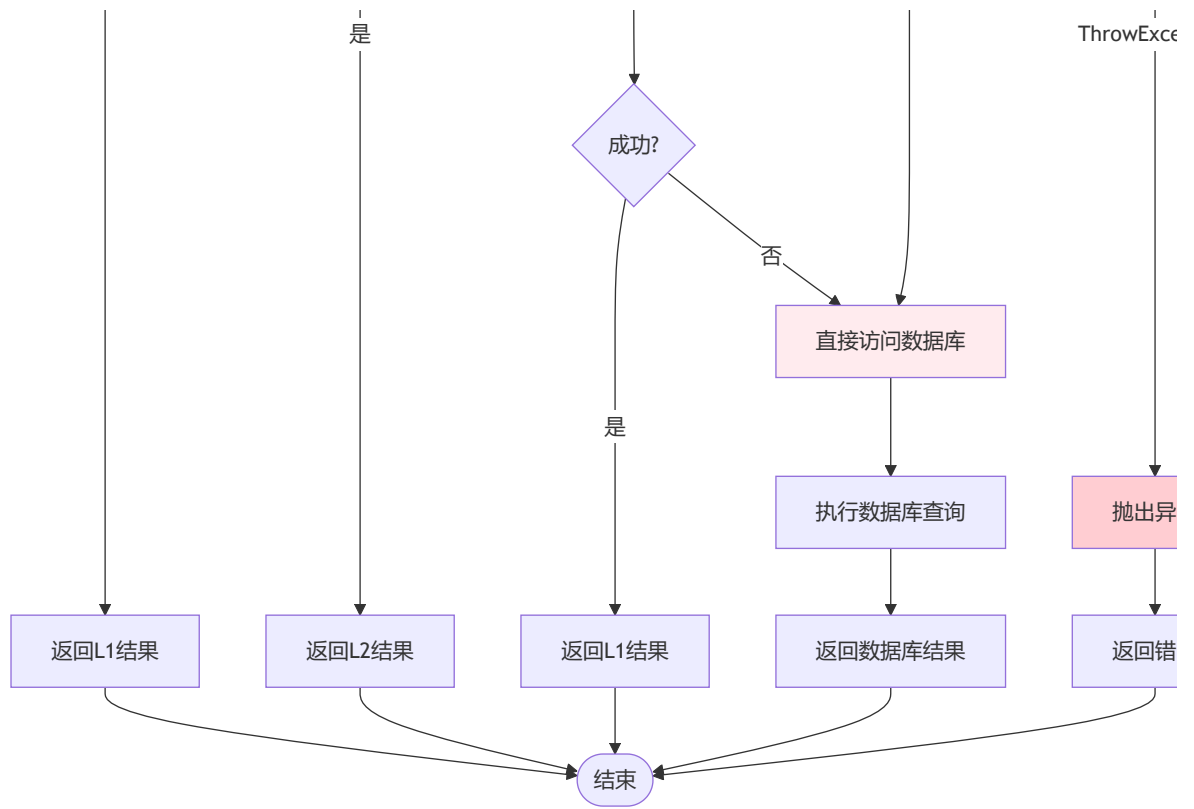 是
ThrowExce
成功?
否
直接访问数据库
是
执行数据库查询
抛出异
返回L1结果
返回L2结果
返回L1结果
返回数据库结果
返回错
结束